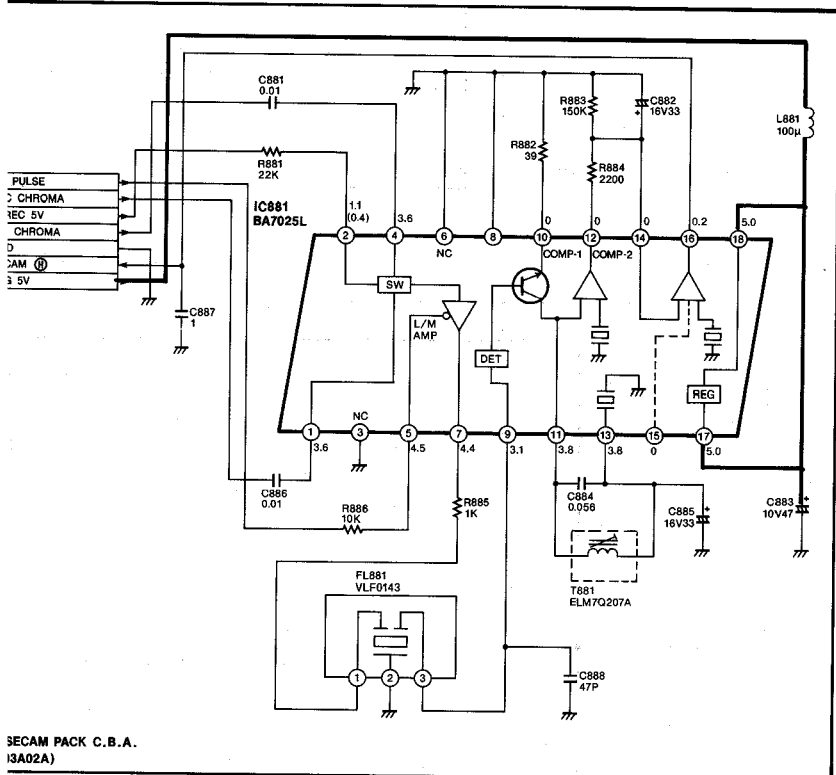 C881
0.01
R881
22K
PULSE
C CHROMA
REC 5V
CHROMA
D
CAM Ⓗ
G 5V
C887
1
IC881
BA7025L
R882
39
R883
150K
C882
+ 16V33
R884
2200
L881
100μ
1.1
(0.4)
3.6
0
0
0
0.2
5.0
2
4
6
8
10
12
14
16
18
NC
COMP-1
COMP-2
SW
L/M
AMP
DET
REG
NC
1
3
5
7
9
11
13
15
17
3.6
4.5
4.4
3.1
3.8
3.8
0
5.0
C886
0.01
R886
10K
R885
1K
C884
0.056
C885
16V33
+
C883
10V47
+
T881
ELM7Q207A
FL881
VLF0143
1
2
3
C888
47P
SECAM PACK C.B.A.
3A02A)